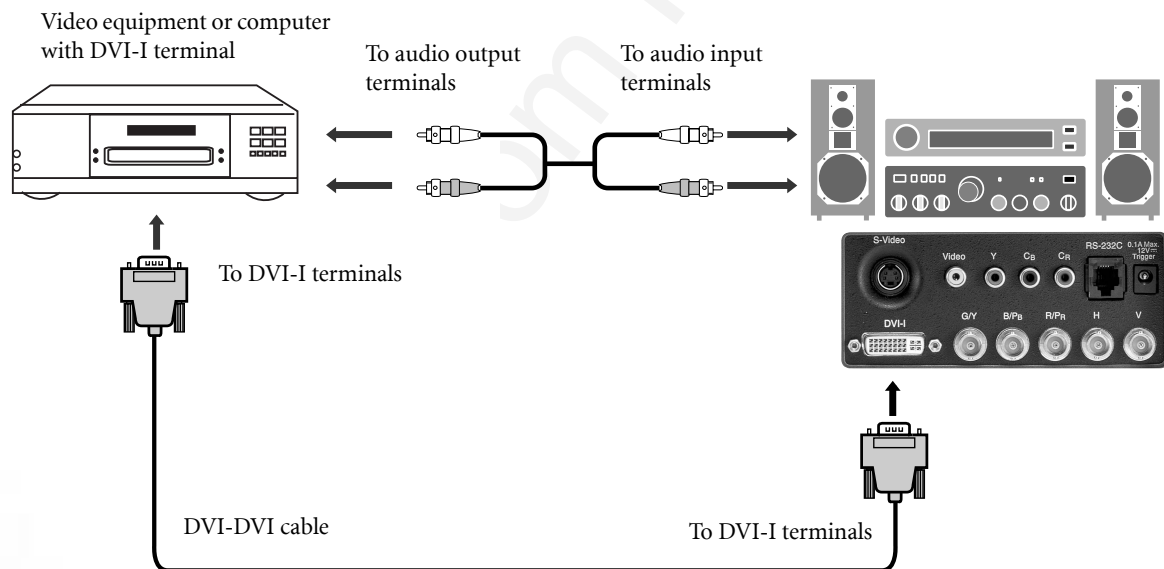 Video equipment or computer
with DVI-I terminal
To audio output
terminals
To audio input
terminals
To DVI-I terminals
S-Video
Video
Y
CB
CR
RS-232C
0.1A Max.
12V⎓
Trigger
DVI-I
G/Y
B/PB
R/PR
H
V
DVI-DVI cable
To DVI-I terminals